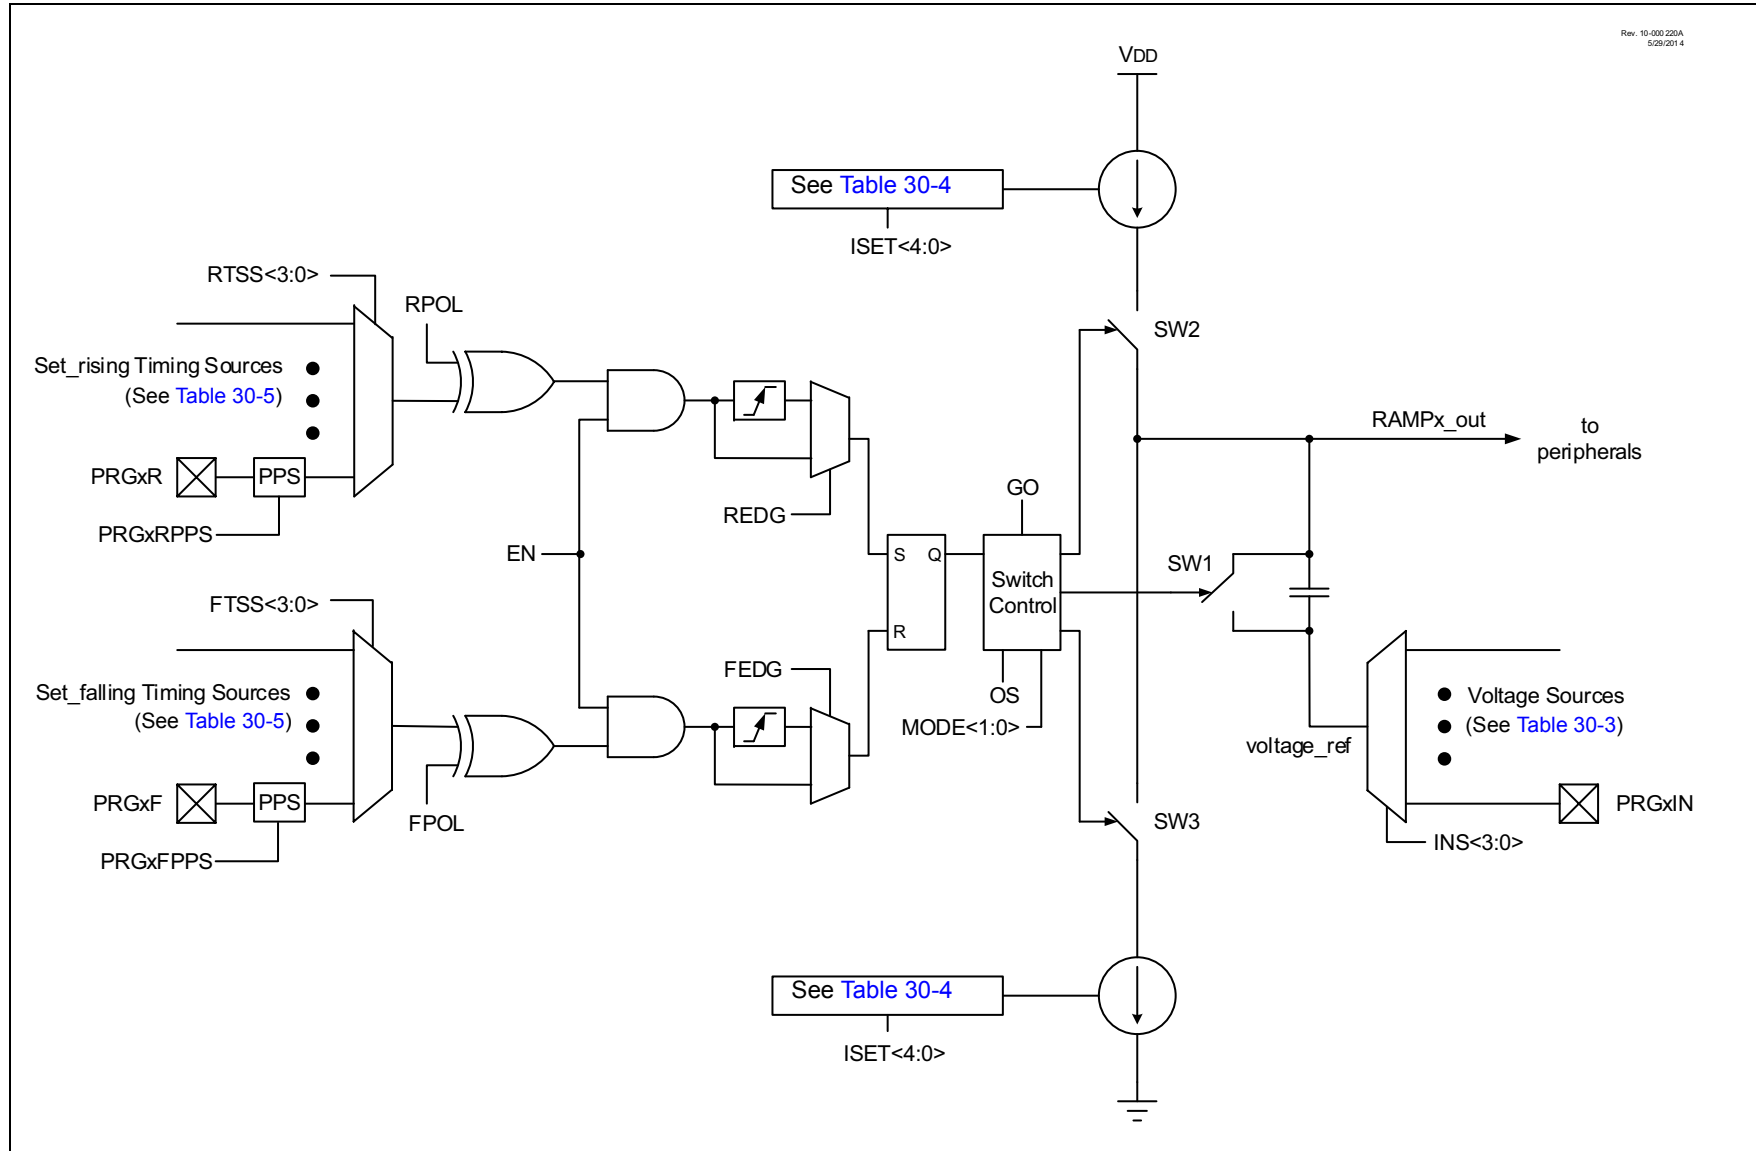 Rev. 10-000 220A
5/29/201 4
VDD
See Table 30-4
ISET<4:0>
RTSS<3:0>
RPOL
SW2
Set_rising Timing Sources
(See Table 30-5)
RAMPx_out
to
peripherals
PRGxR
PPS
PRGxRPPS
REDG
GO
EN
S
Q
R
Switch
Control
SW1
FTSS<3:0>
FEDG
OS
MODE<1:0>
Set_falling Timing Sources
(See Table 30-5)
voltage_ref
Voltage Sources
(See Table 30-3)
PRGxF
PPS
FPOL
PRGxFPPS
SW3
PRGxIN
INS<3:0>
See Table 30-4
ISET<4:0>